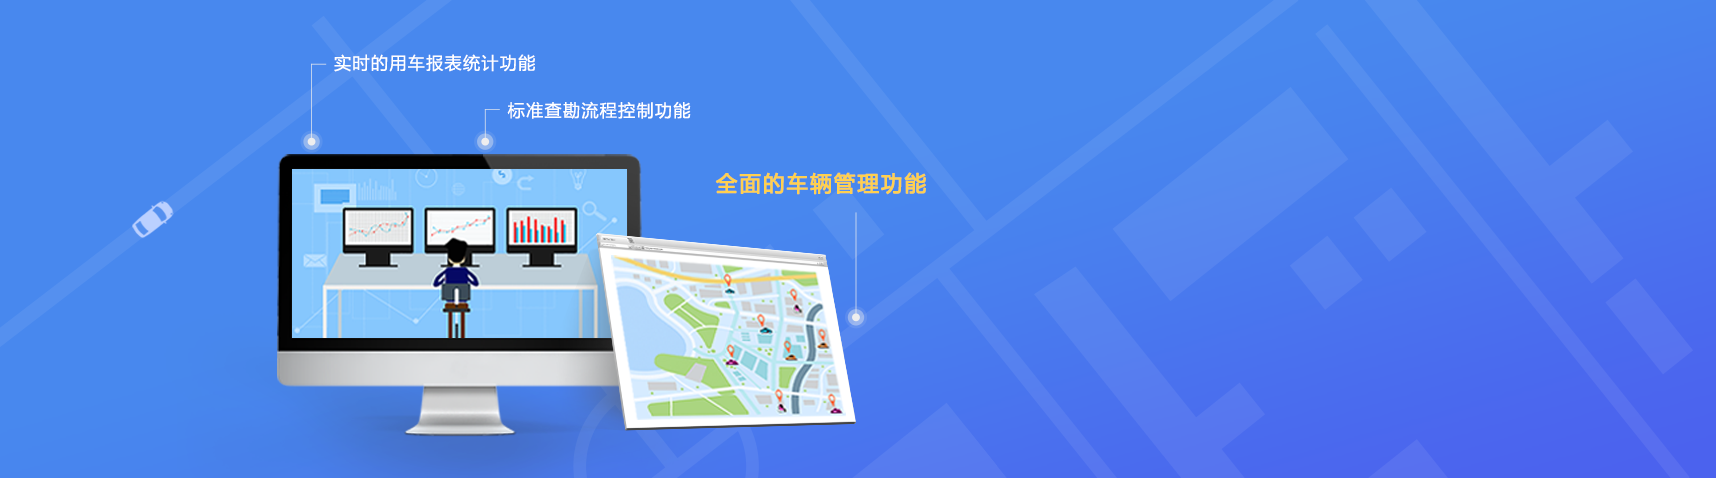 实时的用车报表统计功能
标准查勘流程控制功能
全面的车辆管理功能